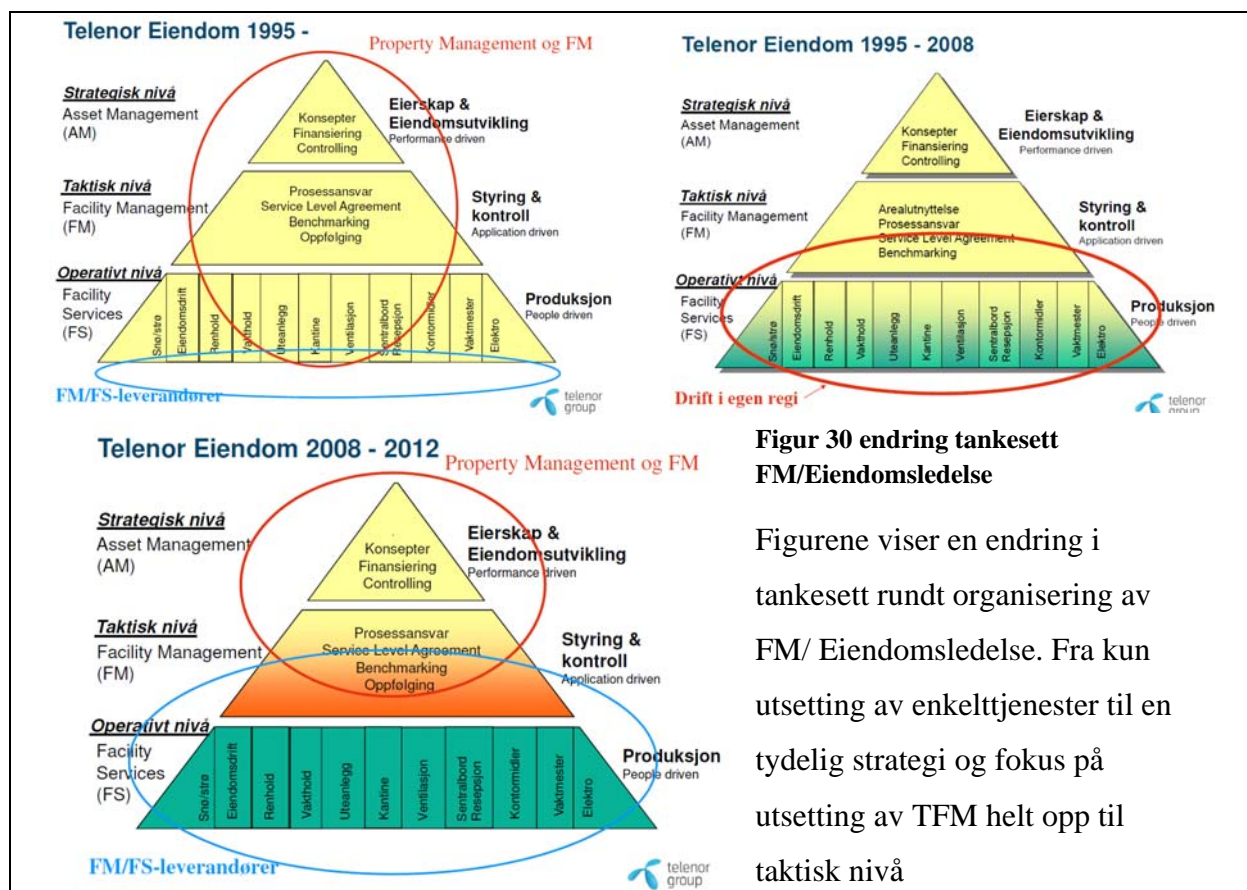 Telenor Eiendom 1995 -
Property Management og FM
Strategisk nivå
Asset Management
(AM)
Konsepter
Finansiering
Controlling
Eierskap &
Eiendomsutvikling
Performance driven
Taktisk nivå
Facility Management
(FM)
Prosessansvar
Service Level Agreement
Benchmarking
Oppfølging
Styring &
kontroll
Application driven
Operativt nivå
Facility
Services
(FS)
Snø/strø
Eiendomsdrift
Renhold
Vakthold
Uteanlegg
Kantine
Ventilasjon
Sentralbord
Resepsjon
Kontormidler
Vaktmester
Elektro
Produksjon
People driven
FM/FS-leverandører
telenor
group
Telenor Eiendom 1995 - 2008
Strategisk nivå
Asset Management
(AM)
Konsepter
Finansiering
Controlling
Eierskap &
Eiendomsutvikling
Performance driven
Taktisk nivå
Facility Management
(FM)
Arealutnyttelse
Prosessansvar
Service Level Agreement
Benchmarking
Styring &
kontroll
Application driven
Operativt nivå
Facility
Services
(FS)
Snø/strø
Eiendomsdrift
Renhold
Vakthold
Uteanlegg
Kantine
Ventilasjon
Sentralbord
Resepsjon
Kontormidler
Vaktmester
Elektro
Produksjon
People driven
Drift i egen regi
telenor
group
Telenor Eiendom 2008 - 2012
Property Management og FM
Strategisk nivå
Asset Management
(AM)
Konsepter
Finansiering
Controlling
Eierskap &
Eiendomsutvikling
Performance driven
Taktisk nivå
Facility Management
(FM)
Prosessansvar
Service Level Agreement
Benchmarking
Oppfølging
Styring &
kontroll
Application driven
Operativt nivå
Facility
Services
(FS)
Snø/strø
Eiendomsdrift
Renhold
Vakthold
Uteanlegg
Kantine
Ventilasjon
Sentralbord
Resepsjon
Kontormidler
Vaktmester
Elektro
Produksjon
People driven
FM/FS-leverandører
telenor
group
Figur 30 endring tankesett
FM/Eiendomsledelse
Figurene viser en endring i
tankesett rundt organisering av
FM/ Eiendomsledelse. Fra kun
utsetting av enkelttjenester til en
tydelig strategi og fokus på
utsetting av TFM helt opp til
taktisk nivå